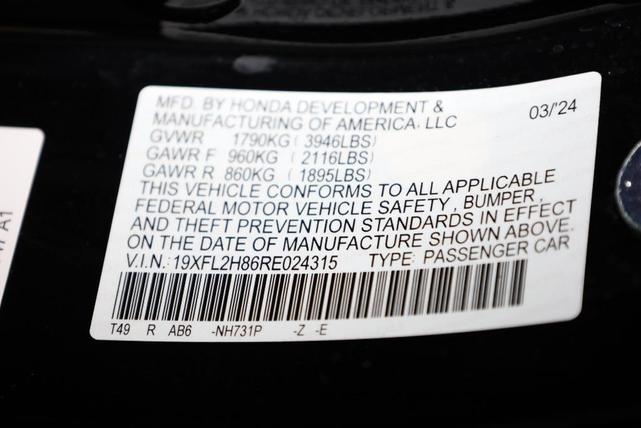 MFD. BY HONDA DEVELOPMENT &
MANUFACTURING OF AMERICA, LLC
03/'24
GVWR 1790KG ( 3946LBS)
GAWR F 960KG ( 2116LBS)
GAWR R 860KG ( 1895LBS)
THIS VEHICLE CONFORMS TO ALL APPLICABLE
FEDERAL MOTOR VEHICLE SAFETY, BUMPER,
AND THEFT PREVENTION STANDARDS IN EFFECT
ON THE DATE OF MANUFACTURE SHOWN ABOVE.
V.I.N.: 19XFL2H86RE024315 TYPE: PASSENGER CAR
T49 R AB6 -NH731P -Z -E
A1